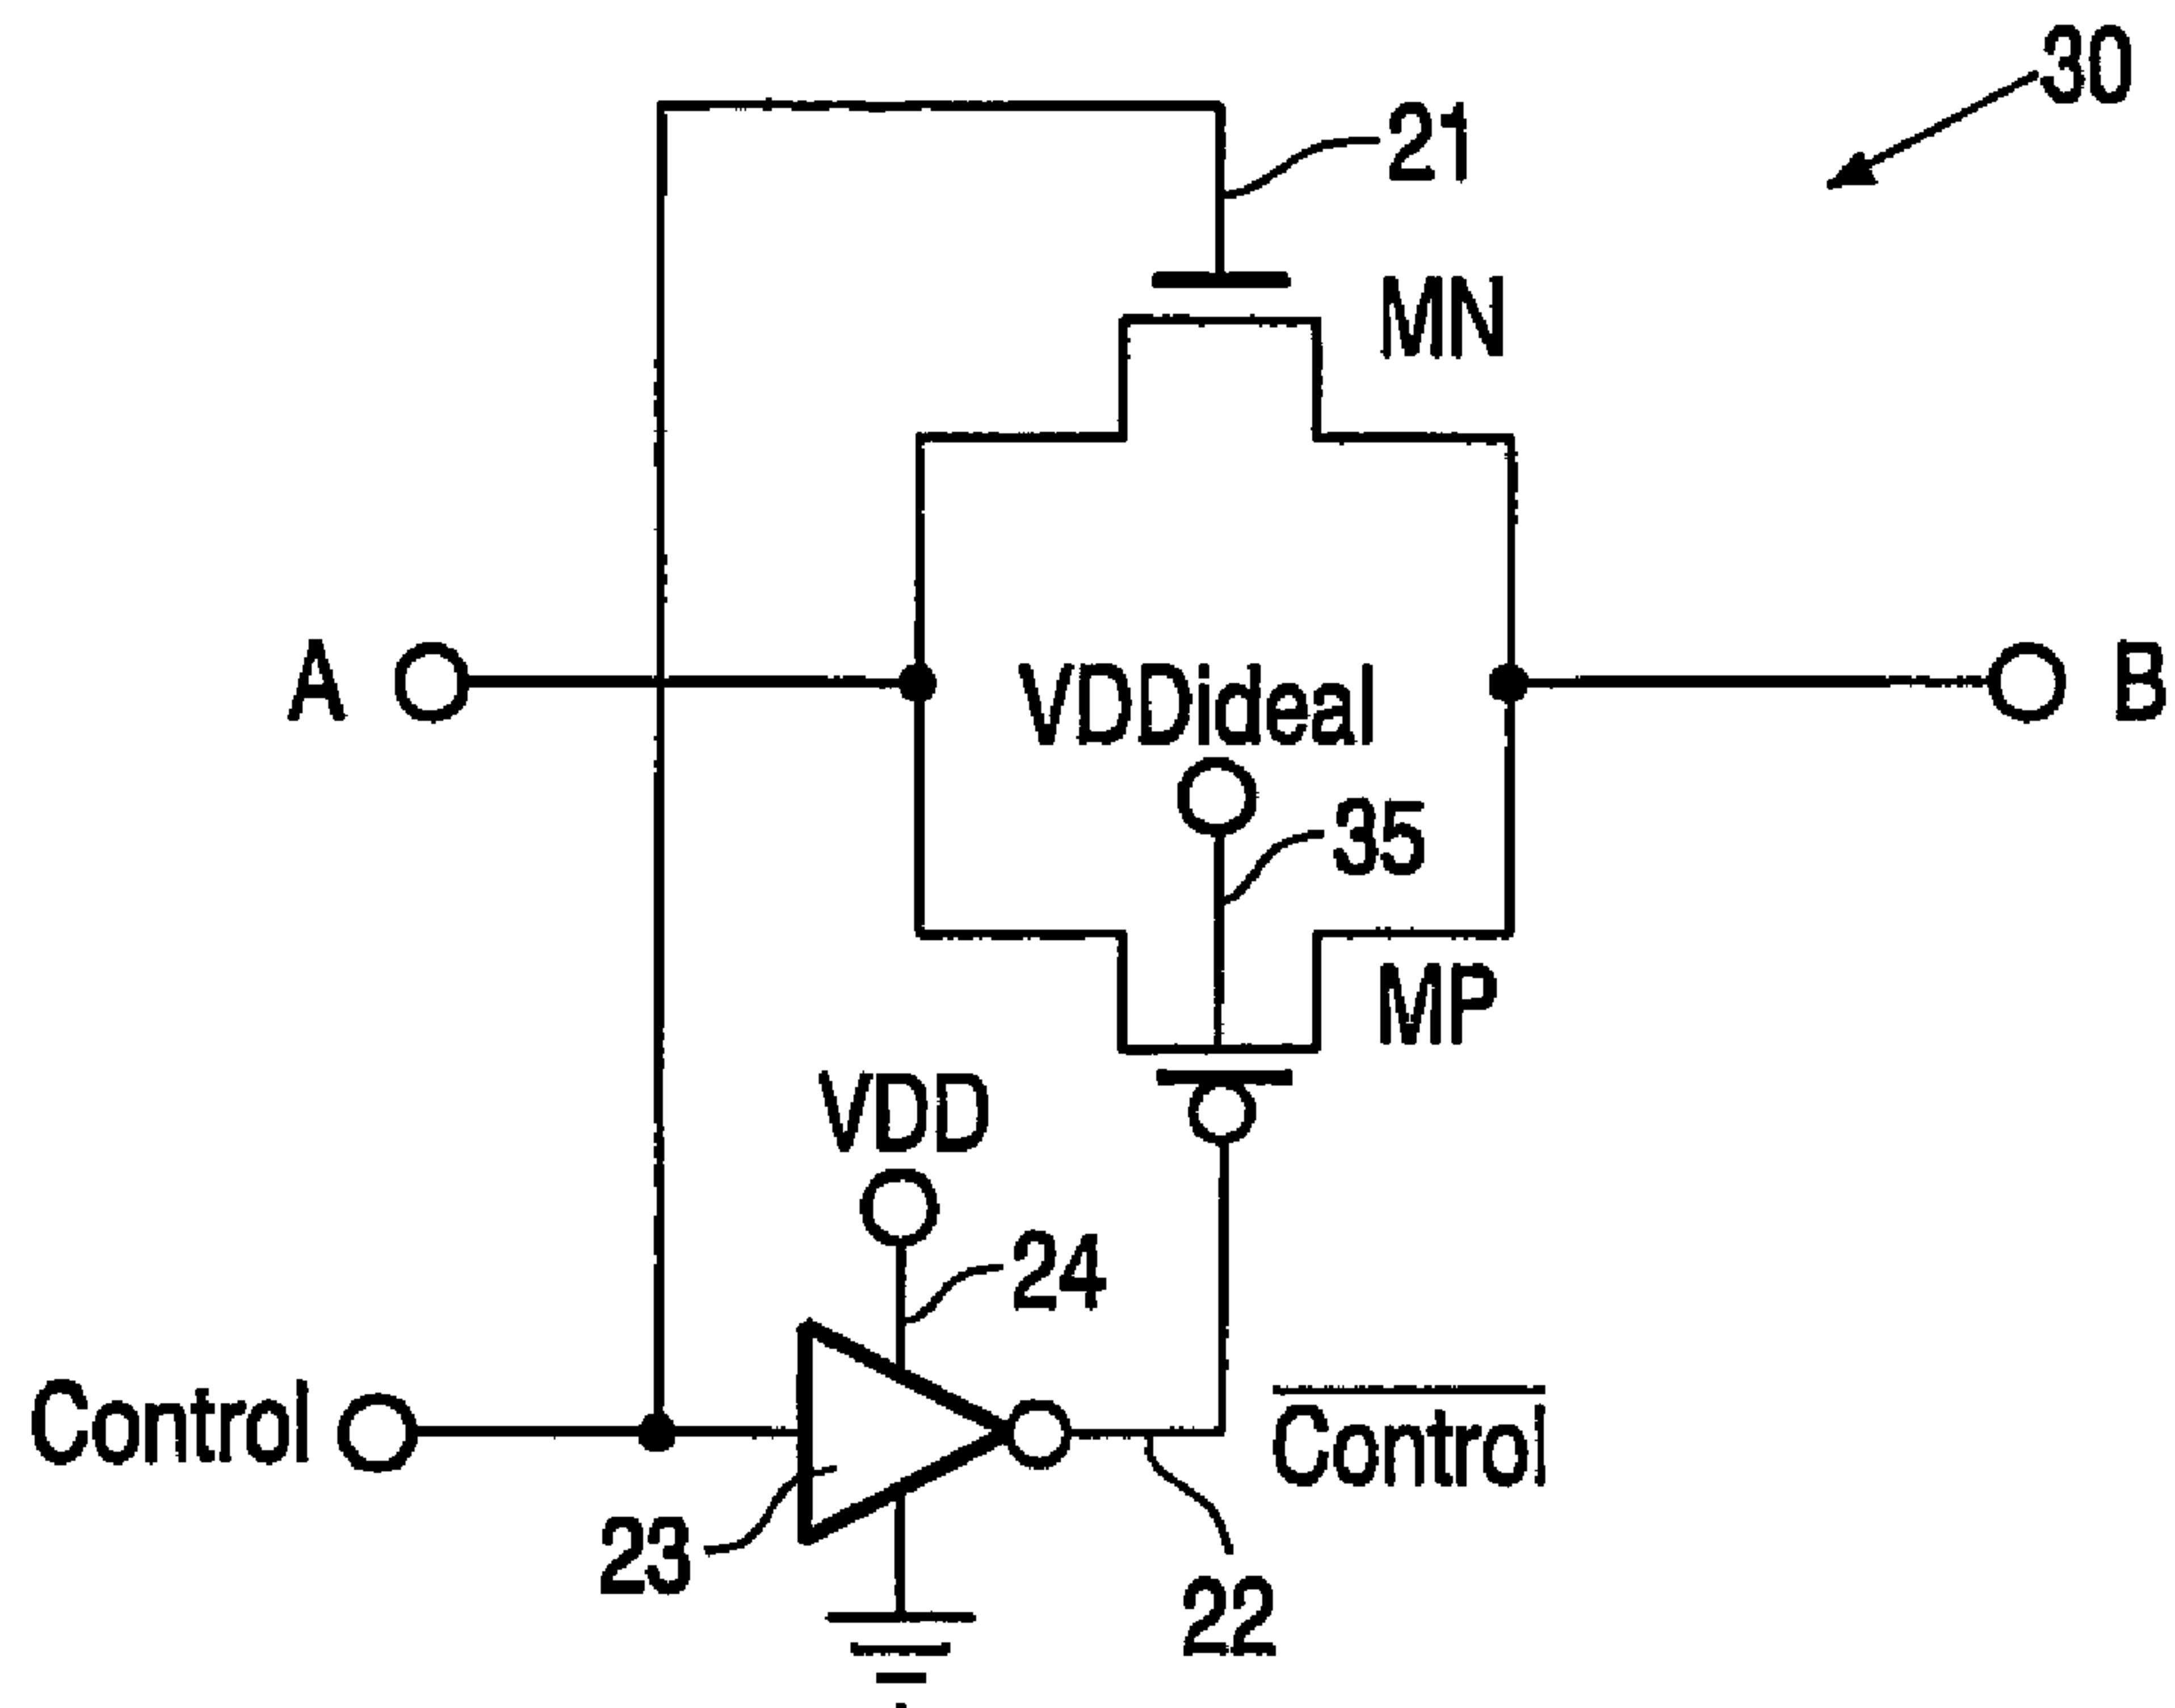 30
21
MN
A
VDDideal
B
35
MP
VDD
24
Control
Control
23
22